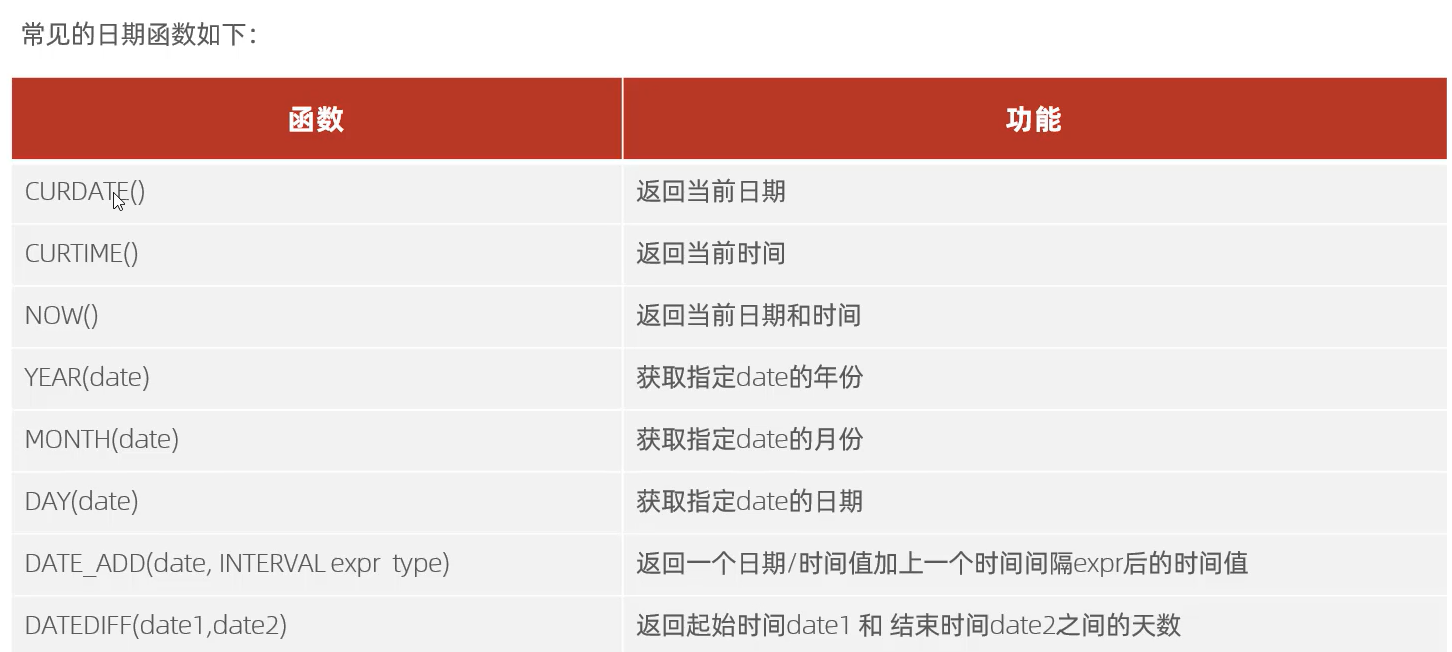 常见的日期函数如下：
函数 功能
CURDATE() 返回当前日期
CURTIME() 返回当前时间
NOW() 返回当前日期和时间
YEAR(date) 获取指定date的年份
MONTH(date) 获取指定date的月份
DAY(date) 获取指定date的日期
DATE_ADD(date, INTERVAL expr type) 返回一个日期/时间值加上一个时间间隔expr后的时间值
DATEDIFF(date1,date2) 返回起始时间date1 和 结束时间date2之间的天数